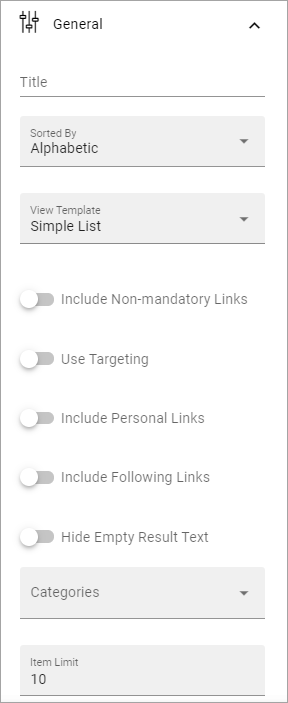 General
Title
Sorted By
Alphabetic
View Template
Simple List
Include Non-mandatory Links
Use Targeting
Include Personal Links
Include Following Links
Hide Empty Result Text
Categories
Item Limit
10